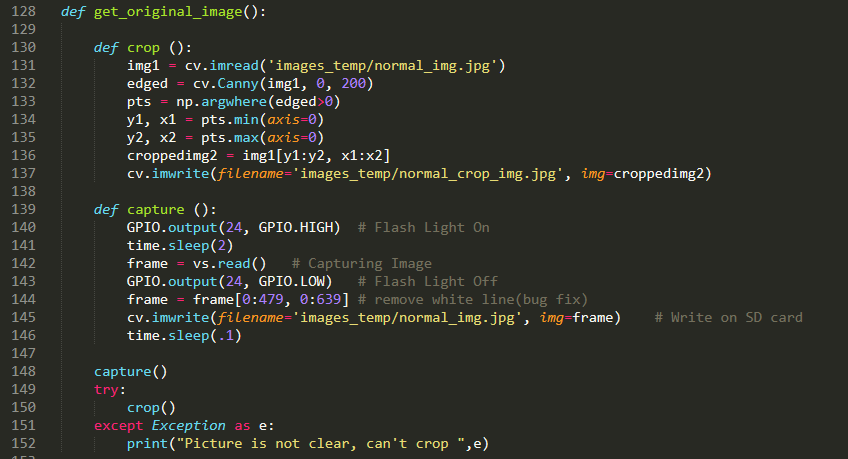 128 def get_original_image():
129
130     def crop ():
131         img1 = cv.imread('images_temp/normal_img.jpg')
132         edged = cv.Canny(img1, 0, 200)
133         pts = np.argwhere(edged>0)
134         y1, x1 = pts.min(axis=0)
135         y2, x2 = pts.max(axis=0)
136         croppedimg2 = img1[y1:y2, x1:x2]
137         cv.imwrite(filename='images_temp/normal_crop_img.jpg', img=croppedimg2)
138
139     def capture ():
140         GPIO.output(24, GPIO.HIGH)  # Flash Light On
141         time.sleep(2)
142         frame = vs.read()   # Capturing Image
143         GPIO.output(24, GPIO.LOW)   # Flash Light Off
144         frame = frame[0:479, 0:639] # remove white line(bug fix)
145         cv.imwrite(filename='images_temp/normal_img.jpg', img=frame)    # Write on SD card
146         time.sleep(.1)
147
148     capture()
149     try:
150         crop()
151     except Exception as e:
152         print("Picture is not clear, can't crop ",e)